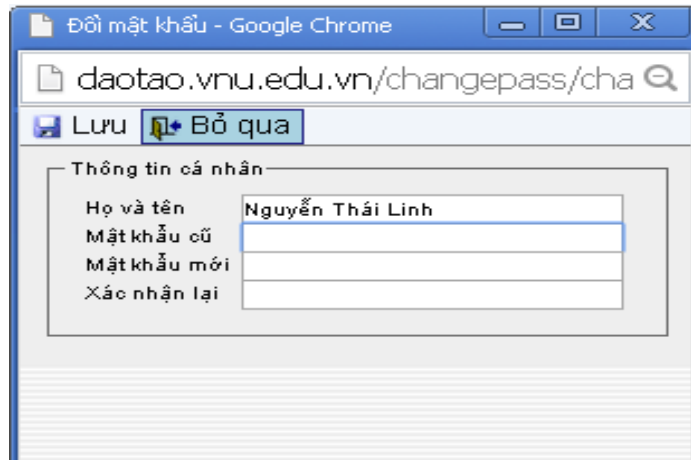 Đổi mật khẩu - Google Chrome
daotao.vnu.edu.vn/changepass/cha
Lưu Bỏ qua
Thông tin cá nhân
Họ và tên Nguyễn Thái Linh
Mật khẩu cũ
Mật khẩu mới
Xác nhận lại